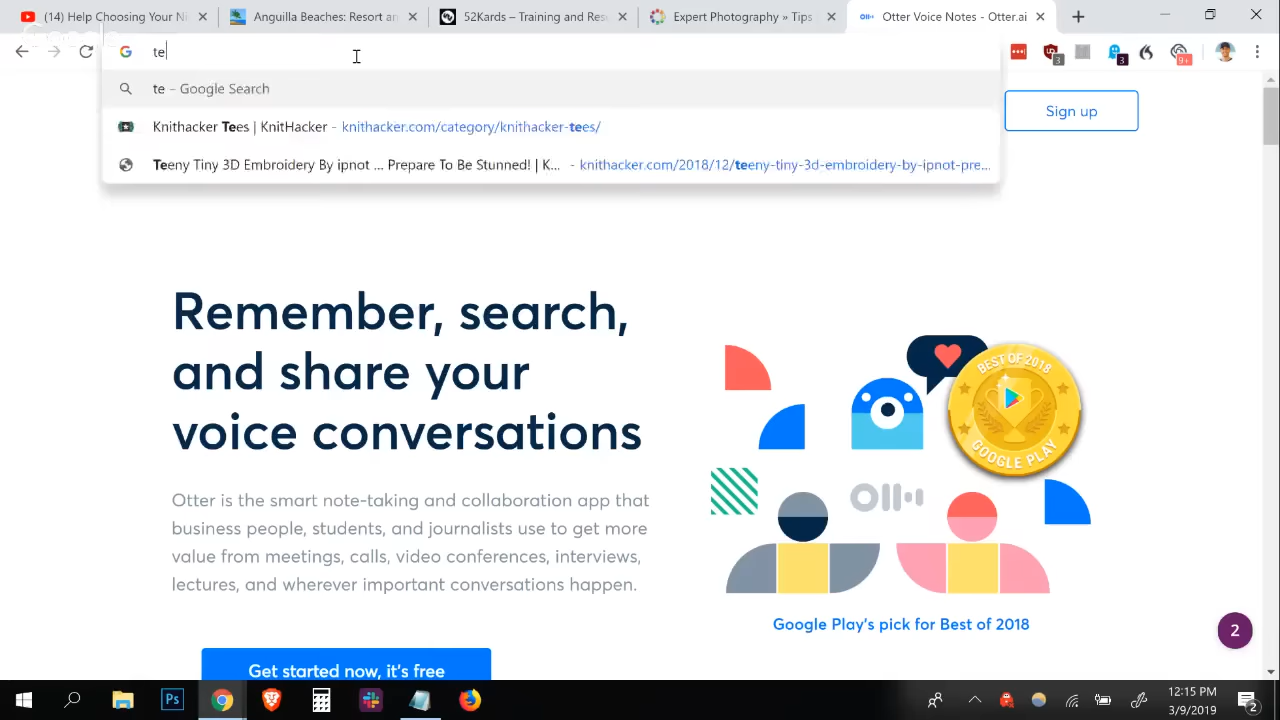 (14) Help Choosing Your Ni
Anguilla Beaches: Resort an
52Kards – Training and Res
Expert Photography » Tips
Otter Voice Notes - Otter.ai
te
3
3
9+
te - Google Search
Knithacker Tees | KnitHacker - knithacker.com/category/knithacker-tees/
Teeny Tiny 3D Embroidery By ipnot ... Prepare To Be Stunned! | K... - knithacker.com/2018/12/teeny-tiny-3d-embroidery-by-ipnot-pre...
Sign up
Remember, search,
and share your
voice conversations
Otter is the smart note-taking and collaboration app that
business people, students, and journalists use to get more
value from meetings, calls, video conferences, interviews,
lectures, and wherever important conversations happen.
BEST OF 2018
GOOGLE PLAY
Google Play's pick for Best of 2018
2
Get started now, it's free
Ps
12:15 PM
3/9/2019
2